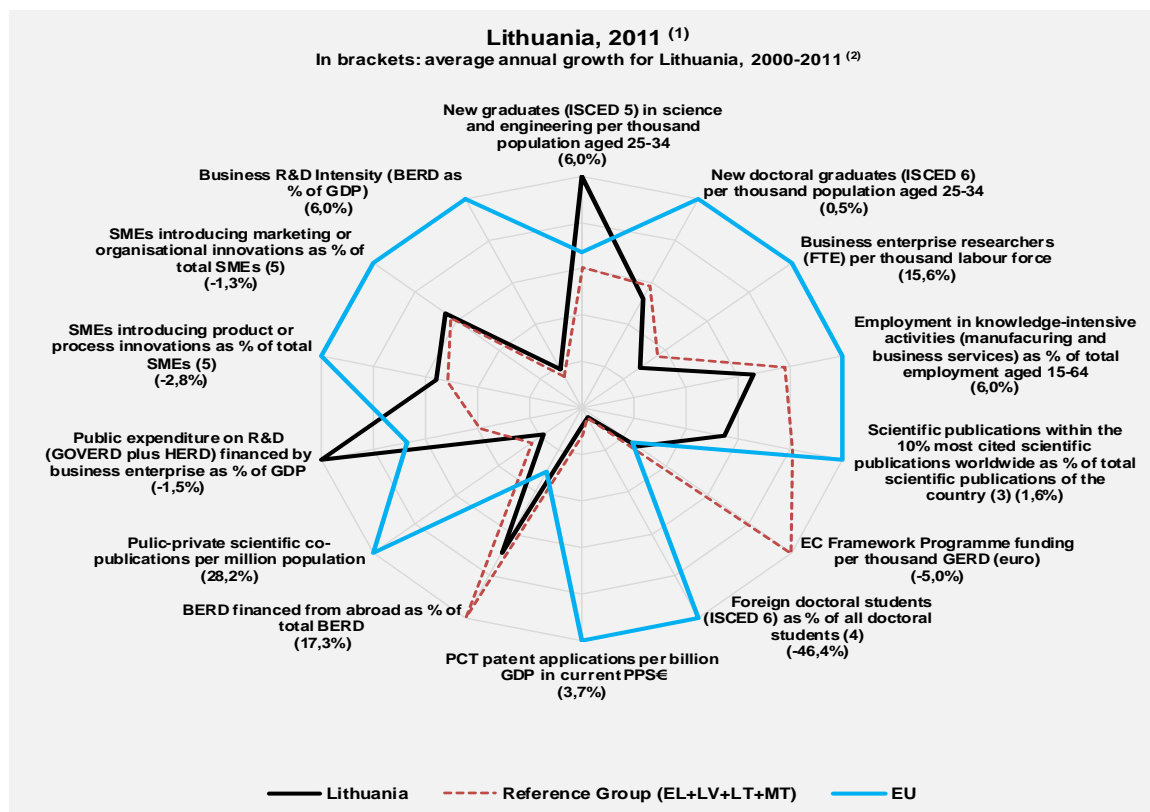 Lithuania, 2011 (1)
In brackets: average annual growth for Lithuania, 2000-2011 (2)
New graduates (ISCED 5) in science
and engineering per thousand
population aged 25-34
(6,0%)
New doctoral graduates (ISCED 6)
per thousand population aged 25-34
(0,5%)
Business enterprise researchers
(FTE) per thousand labour force
(15,6%)
Employment in knowledge-intensive
activities (manufacuring and
business services) as % of total
employment aged 15-64
(6,0%)
Scientific publications within the
10% most cited scientific
publications worldwide as % of total
scientific publications of the
country (3) (1,6%)
EC Framework Programme funding
per thousand GERD (euro)
(-5,0%)
Foreign doctoral students
(ISCED 6) as % of all doctoral
students (4)
(-46,4%)
PCT patent applications per billion
GDP in current PPS€
(3,7%)
BERD financed from abroad as % of
total BERD
(17,3%)
Pulic-private scientific co-
publications per million population
(28,2%)
Public expenditure on R&D
(GOVERD plus HERD) financed by
business enterprise as % of GDP
(-1,5%)
SMEs introducing product or
process innovations as % of total
SMEs (5)
(-2,8%)
SMEs introducing marketing or
organisational innovations as % of
total SMEs (5)
(-1,3%)
Business R&D Intensity (BERD as
% of GDP)
(6,0%)
Lithuania
Reference Group (EL+LV+LT+MT)
EU